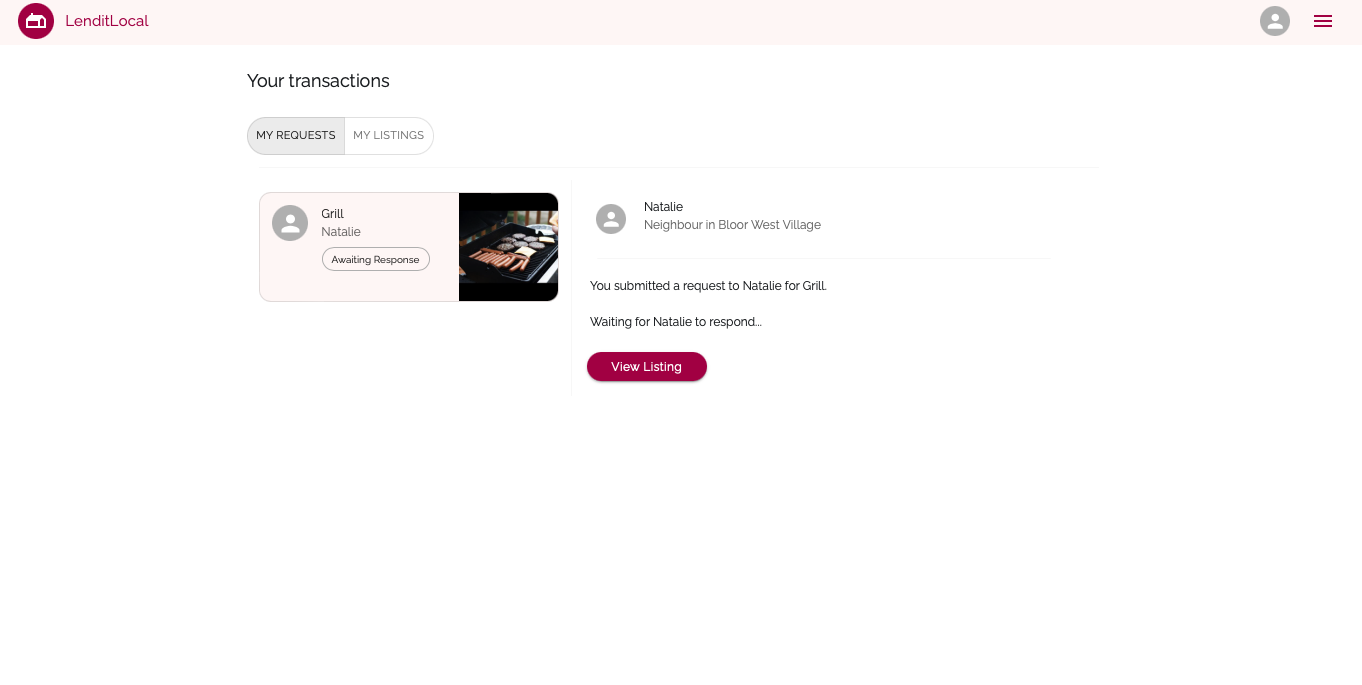 LenditLocal
Your transactions
MY REQUESTS
MY LISTINGS
Grill
Natalie
Awaiting Response
Natalie
Neighbour in Bloor West Village
You submitted a request to Natalie for Grill.
Waiting for Natalie to respond...
View Listing